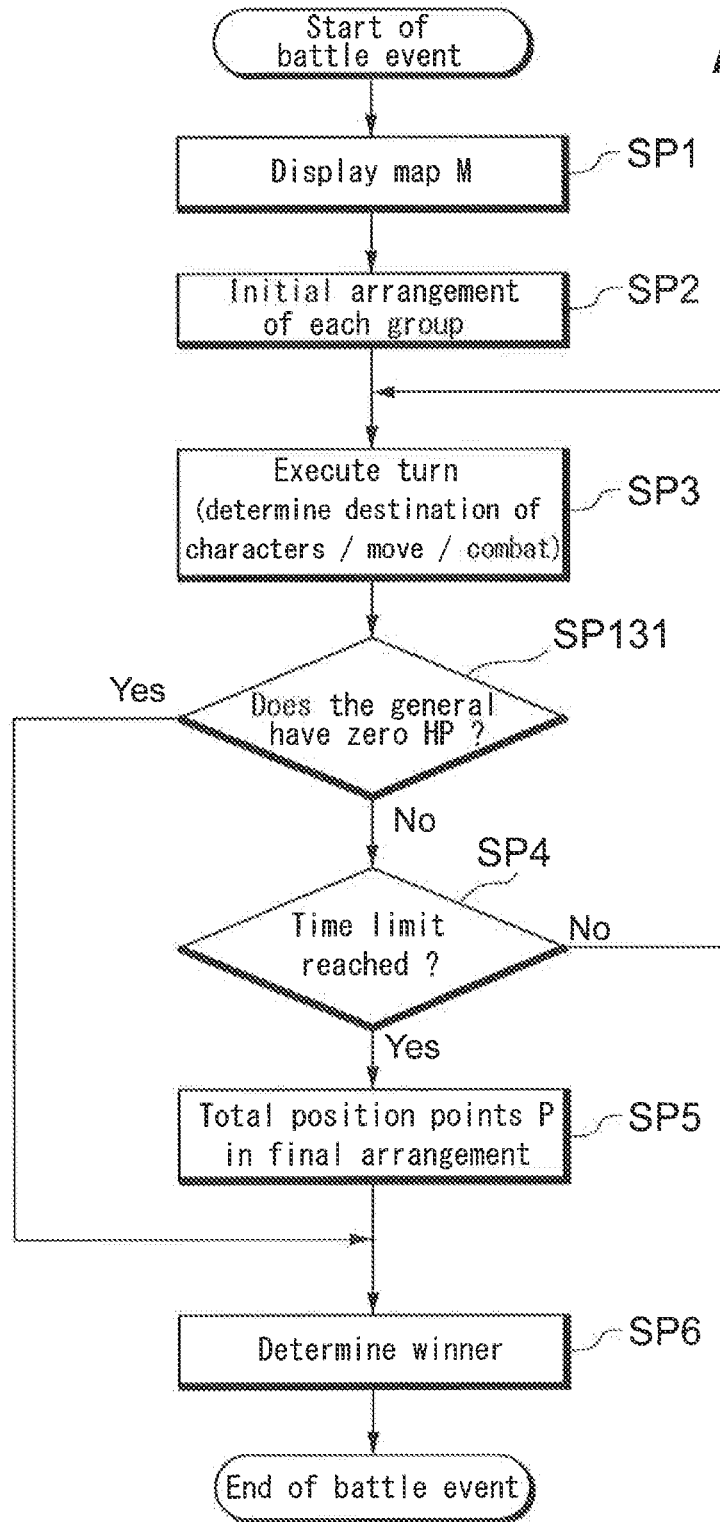 Start of
battle event
A
Display map M
SP1
Initial arrangement
of each group
SP2
Execute turn
(determine destination of
characters / move / combat)
SP3
SP131
Yes
Does the general
have zero HP ?
No
SP4
Time limit
reached ?
No
Yes
Total position points P
in final arrangement
SP5
Determine winner
SP6
End of battle event